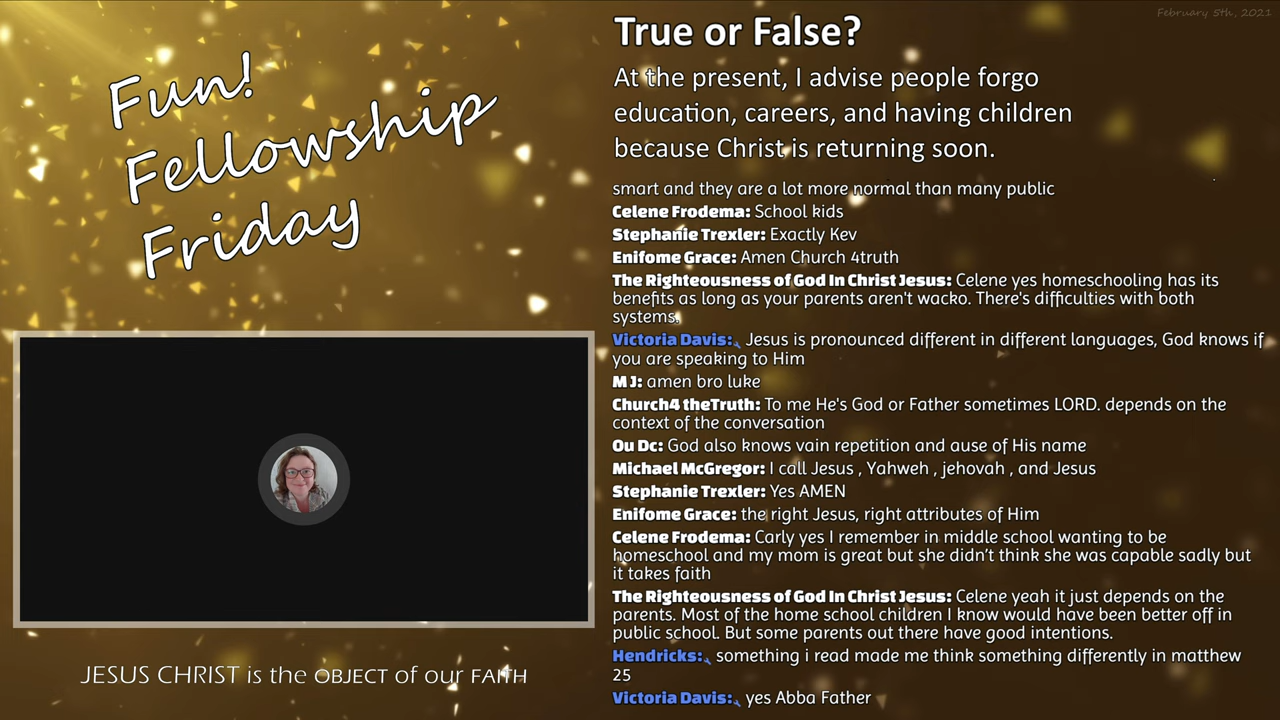 February 5th, 2021
Fun!
Fellowship
Friday
JESUS CHRIST is the OBJECT of our FAITH
True or False?
At the present, I advise people forgo
education, careers, and having children
because Christ is returning soon.
smart and they are a lot more normal than many public
Celene Frodema: School kids
Stephanie Trexler: Exactly Kev
Enifome Grace: Amen Church 4truth
The Righteousness of God In Christ Jesus: Celene yes homeschooling has its
benefits as long as your parents aren't wacko. There's difficulties with both
systems.
Victoria Davis: Jesus is pronounced different in different languages, God knows if
you are speaking to Him
M J: amen bro luke
Church4 theTruth: To me He's God or Father sometimes LORD. depends on the
context of the conversation
Ou Dc: God also knows vain repetition and ause of His name
Michael McGregor: I call Jesus , Yahweh , jehovah , and Jesus
Stephanie Trexler: Yes AMEN
Enifome Grace: the right Jesus, right attributes of Him
Celene Frodema: Carly yes I remember in middle school wanting to be
homeschool and my mom is great but she didn't think she was capable sadly but
it takes faith
The Righteousness of God In Christ Jesus: Celene yeah it just depends on the
parents. Most of the home school children I know would have been better off in
public school. But some parents out there have good intentions.
Hendricks: something i read made me think something differently in matthew
25
Victoria Davis: yes Abba Father